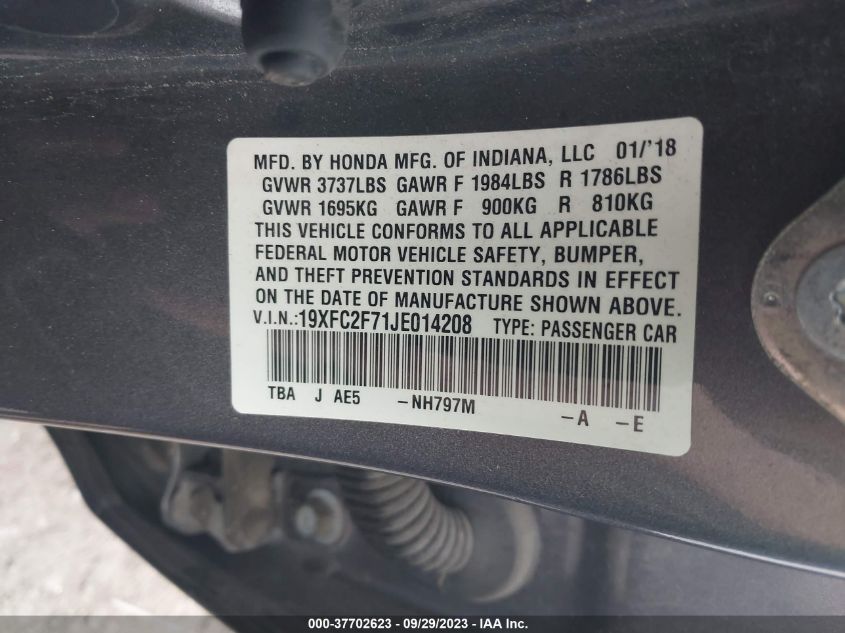 MFD. BY HONDA MFG. OF INDIANA, LLC 01/'18
GVWR 3737LBS GAWR F 1984LBS R 1786LBS
GVWR 1695KG GAWR F 900KG R 810KG
THIS VEHICLE CONFORMS TO ALL APPLICABLE
FEDERAL MOTOR VEHICLE SAFETY, BUMPER,
AND THEFT PREVENTION STANDARDS IN EFFECT
ON THE DATE OF MANUFACTURE SHOWN ABOVE.
V.I.N.:19XFC2F71JE014208 TYPE: PASSENGER CAR
TBA J AE5 -NH797M -A -E
000-37702623 - 09/29/2023 - IAA Inc.